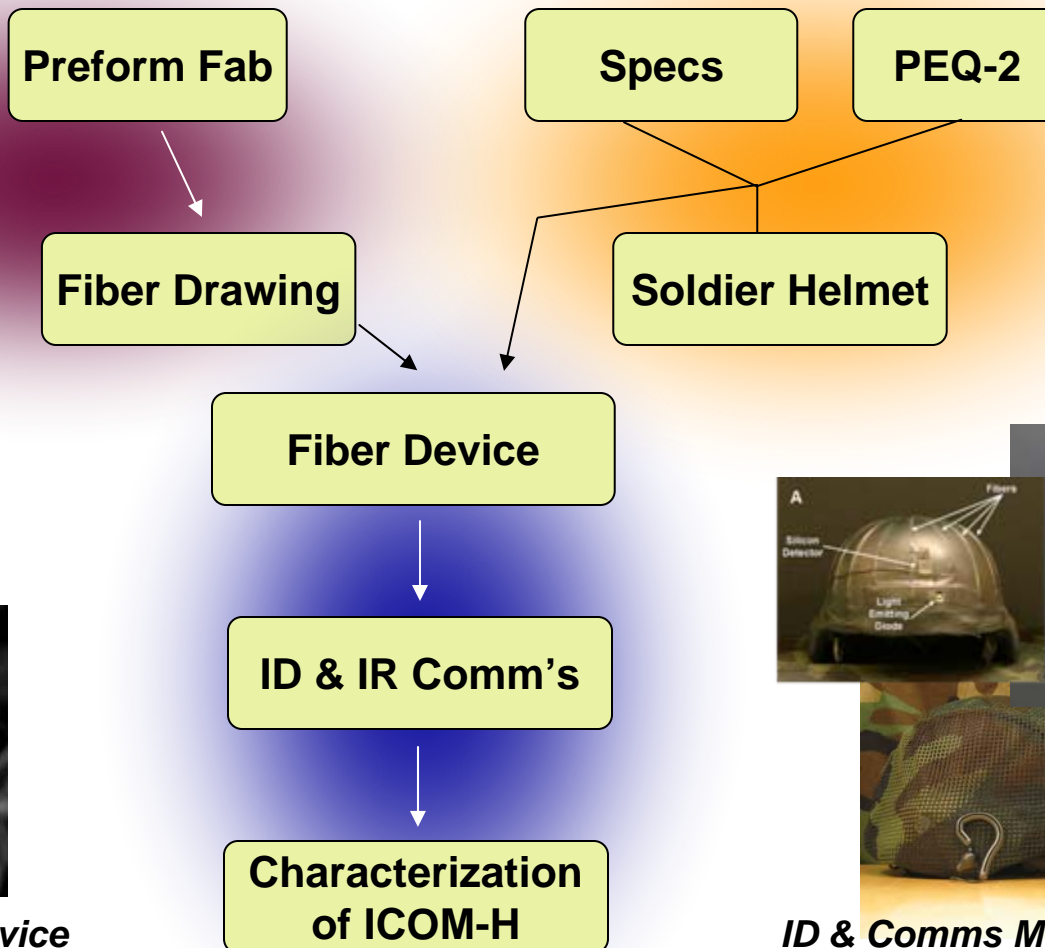 Preform Fab
Specs
PEQ-2
Fiber Drawing
Soldier Helmet
Fiber Device
A
Fibers
Silicon
Detector
Light
Emitting
Diode
ID & IR Comm's
Characterization
of ICOM-H
vice
ID & Comms M